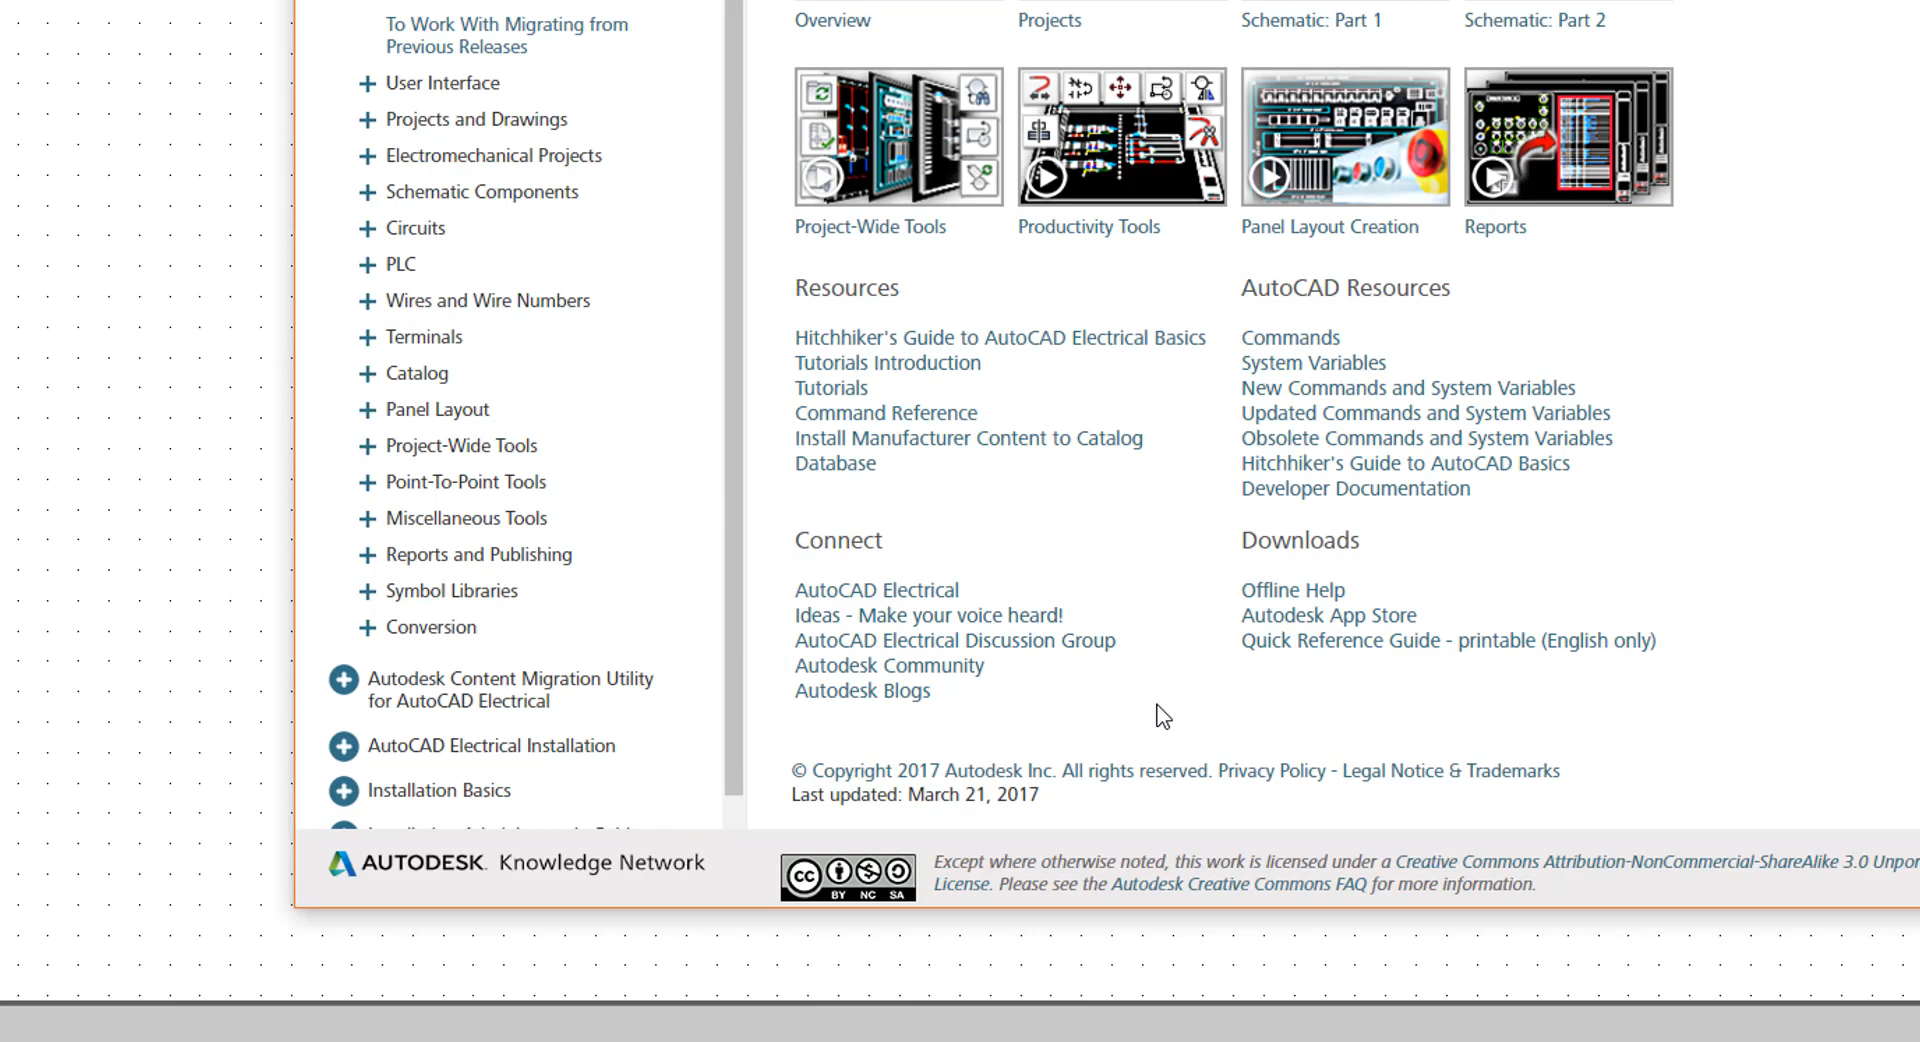 To Work With Migrating from
Previous Releases
User Interface
Projects and Drawings
Electromechanical Projects
Schematic Components
Circuits
PLC
Wires and Wire Numbers
Terminals
Catalog
Panel Layout
Project-Wide Tools
Point-To-Point Tools
Miscellaneous Tools
Reports and Publishing
Symbol Libraries
Conversion
Autodesk Content Migration Utility
for AutoCAD Electrical
AutoCAD Electrical Installation
Installation Basics
Overview
Projects
Schematic: Part 1
Schematic: Part 2
Project-Wide Tools
Productivity Tools
Panel Layout Creation
Reports
Resources
Hitchhiker's Guide to AutoCAD Electrical Basics
Tutorials Introduction
Tutorials
Command Reference
Install Manufacturer Content to Catalog
Database
AutoCAD Resources
Commands
System Variables
New Commands and System Variables
Updated Commands and System Variables
Obsolete Commands and System Variables
Hitchhiker's Guide to AutoCAD Basics
Developer Documentation
Connect
AutoCAD Electrical
Ideas - Make your voice heard!
AutoCAD Electrical Discussion Group
Autodesk Community
Autodesk Blogs
Downloads
Offline Help
Autodesk App Store
Quick Reference Guide - printable (English only)
© Copyright 2017 Autodesk Inc. All rights reserved. Privacy Policy - Legal Notice & Trademarks
Last updated: March 21, 2017
AUTODESK. Knowledge Network
cc BY NC SA
Except where otherwise noted, this work is licensed under a Creative Commons Attribution-NonCommercial-ShareAlike 3.0 Unpor
License. Please see the Autodesk Creative Commons FAQ for more information.